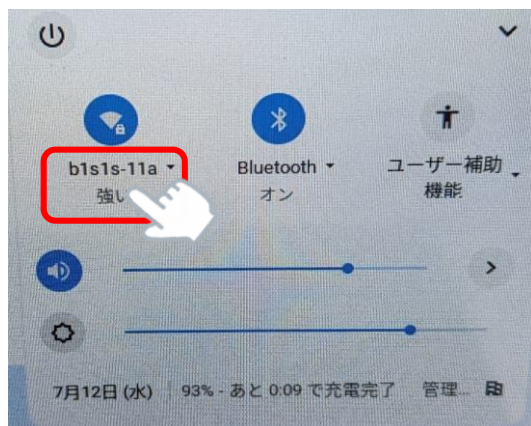 b1s1s-11a
強い
Bluetooth
オン
ユーザー補助
機能
7月12日 (水)
93% - あと 0:09 で充電完了
管理...